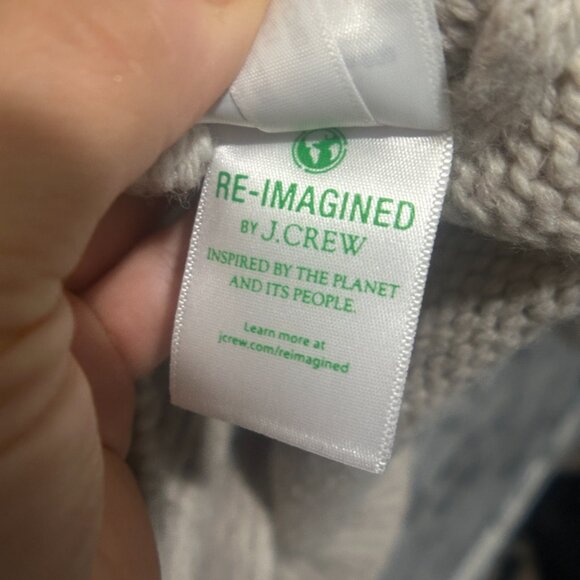 RE-IMAGINED
BY J.CREW
INSPIRED BY THE PLANET
AND ITS PEOPLE.
Learn more at
jcrew.com/reimagined